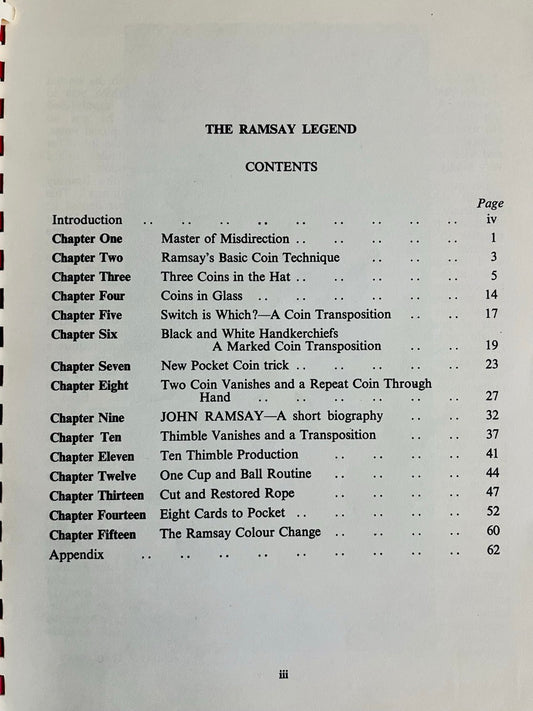 THE RAMSAY LEGEND
CONTENTS
Page
Introduction .. .. .. .. .. .. .. .. .. iv
Chapter One Master of Misdirection .. .. .. .. .. 1
Chapter Two Ramsay's Basic Coin Technique .. .. .. 3
Chapter Three Three Coins in the Hat .. .. .. .. .. 5
Chapter Four Coins in Glass .. .. .. .. .. .. 14
Chapter Five Switch is Which?—A Coin Transposition .. .. 17
Chapter Six Black and White Handkerchiefs
A Marked Coin Transposition .. .. 19
Chapter Seven New Pocket Coin trick .. .. .. .. .. 23
Chapter Eight Two Coin Vanishes and a Repeat Coin Through
Hand .. .. .. .. .. .. 27
Chapter Nine JOHN RAMSAY—A short biography .. .. 32
Chapter Ten Thimble Vanishes and a Transposition .. .. 37
Chapter Eleven Ten Thimble Production .. .. .. .. 41
Chapter Twelve One Cup and Ball Routine .. .. .. .. 44
Chapter Thirteen Cut and Restored Rope .. .. .. .. 47
Chapter Fourteen Eight Cards to Pocket .. .. .. .. .. 52
Chapter Fifteen The Ramsay Colour Change .. .. .. .. 60
Appendix .. .. .. .. .. .. .. .. .. 62
iii